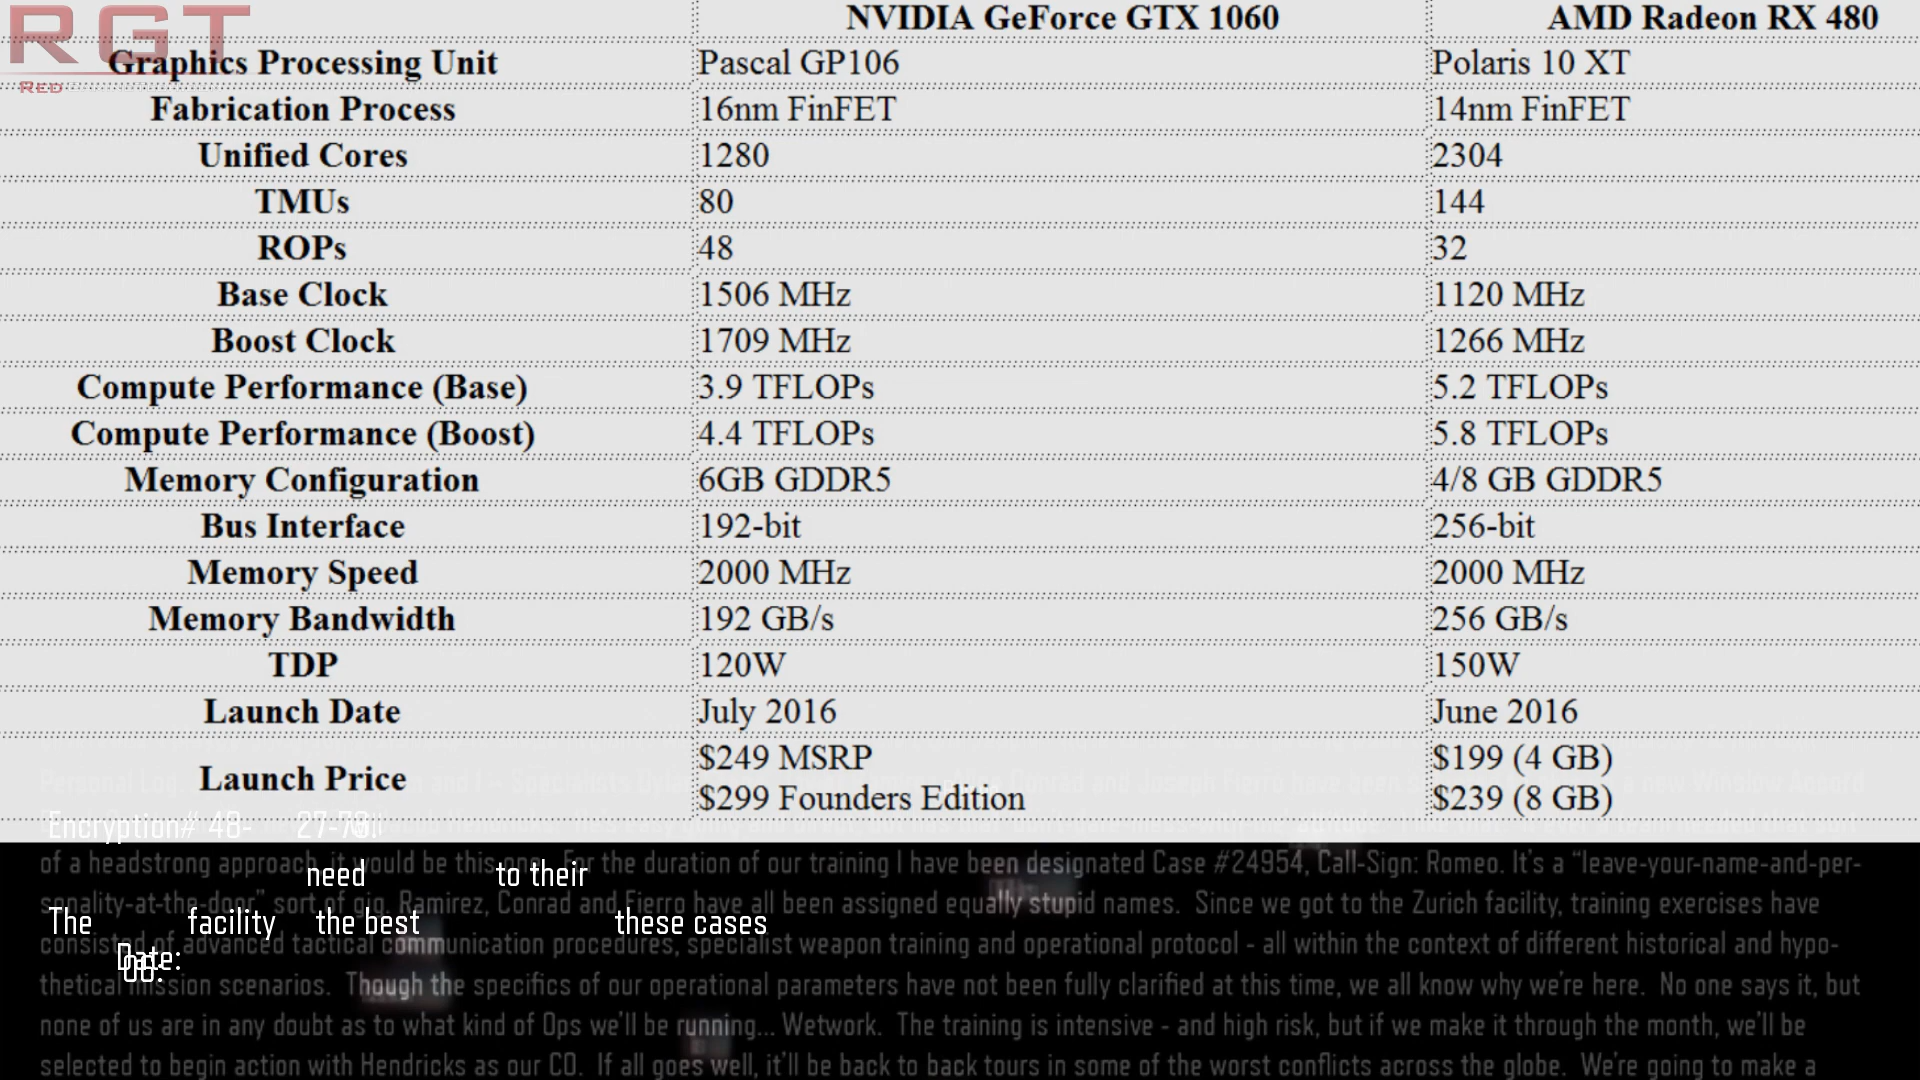 RGT
RED
NVIDIA GeForce GTX 1060 AMD Radeon RX 480
Graphics Processing Unit Pascal GP106 Polaris 10 XT
Fabrication Process 16nm FinFET 14nm FinFET
Unified Cores 1280 2304
TMUs 80 144
ROPs 48 32
Base Clock 1506 MHz 1120 MHz
Boost Clock 1709 MHz 1266 MHz
Compute Performance (Base) 3.9 TFLOPs 5.2 TFLOPs
Compute Performance (Boost) 4.4 TFLOPs 5.8 TFLOPs
Memory Configuration 6GB GDDR5 4/8 GB GDDR5
Bus Interface 192-bit 256-bit
Memory Speed 2000 MHz 2000 MHz
Memory Bandwidth 192 GB/s 256 GB/s
TDP 120W 150W
Launch Date July 2016 June 2016
Launch Price $249 MSRP $199 (4 GB)
$299 Founders Edition $239 (8 GB)
Personal Log.
Encryption# 48- 27-
of a headstrong approach it would be this one. For the duration of our training I have been designated Case #24954, Call-Sign: Romeo. It's a "leave-your-name-and-per-
need to their
sonality-at-the-door" sort of gig. Ramirez, Conrad and Fierro have all been assigned equally stupid names. Since we got to the Zurich facility, training exercises have
The facility the best these cases
consisted of advanced tactical communication procedures, specialist weapon training and operational protocol - all within the context of different historical and hypo-
Date:
thetical mission scenarios. Though the specifics of our operational parameters have not been fully clarified at this time, we all know why we're here. No one says it, but
none of us are in any doubt as to what kind of Ops we'll be running... Wetwork. The training is intensive - and high risk, but if we make it through the month, we'll be
selected to begin action with Hendricks as our CO. If all goes well, it'll be back to back tours in some of the worst conflicts across the globe. We're going to make a